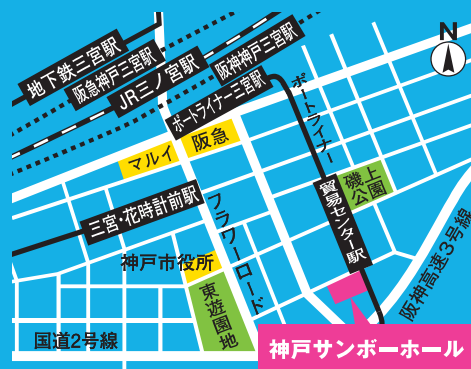 N
地下鉄三宮駅
阪急神戸三宮駅
JR三ノ宮駅
阪神神戸三宮駅
ポートライナー三宮駅
ポートライナー
マルイ
阪急
磯上
公園
貿易センター駅
三宮・花時計前駅
フラワーロード
神戸市役所
東遊園地
阪神高速3号線
国道2号線
神戸サンボーホール